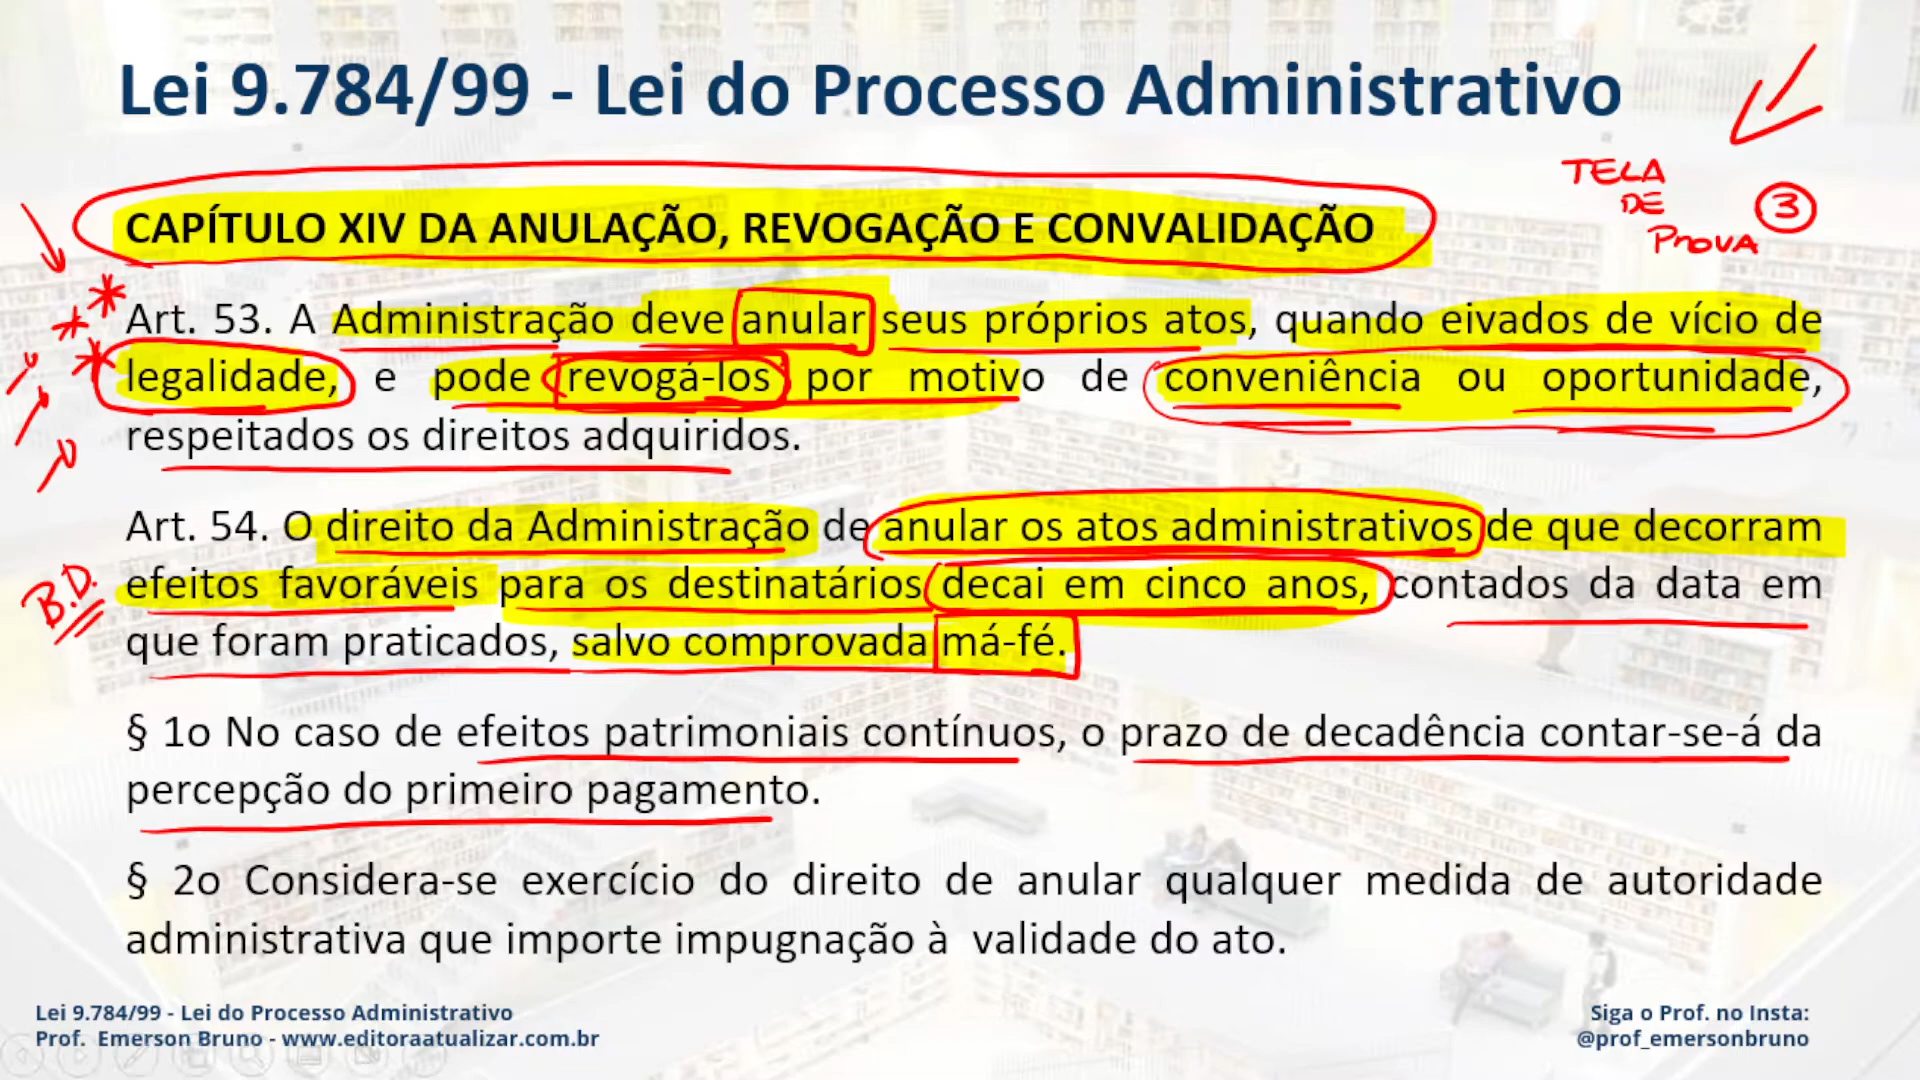 Lei 9.784/99 - Lei do Processo Administrativo
TELA
DE
PROVA
3
CAPÍTULO XIV DA ANULAÇÃO, REVOGAÇÃO E CONVALIDAÇÃO
Art. 53. A Administração deve anular seus próprios atos, quando eivados de vício de
legalidade, e pode revogá-los por motivo de conveniência ou oportunidade,
respeitados os direitos adquiridos.
Art. 54. O direito da Administração de anular os atos administrativos de que decorram
B.D.
efeitos favoráveis para os destinatários decai em cinco anos, contados da data em
que foram praticados, salvo comprovada má-fé.
§ 1o No caso de efeitos patrimoniais contínuos, o prazo de decadência contar-se-á da
percepção do primeiro pagamento.
§ 2o Considera-se exercício do direito de anular qualquer medida de autoridade
administrativa que importe impugnação à validade do ato.
Lei 9.784/99 - Lei do Processo Administrativo
Prof. Emerson Bruno - www.editoraatualizar.com.br
Siga o Prof. no Insta:
@prof_emersonbruno